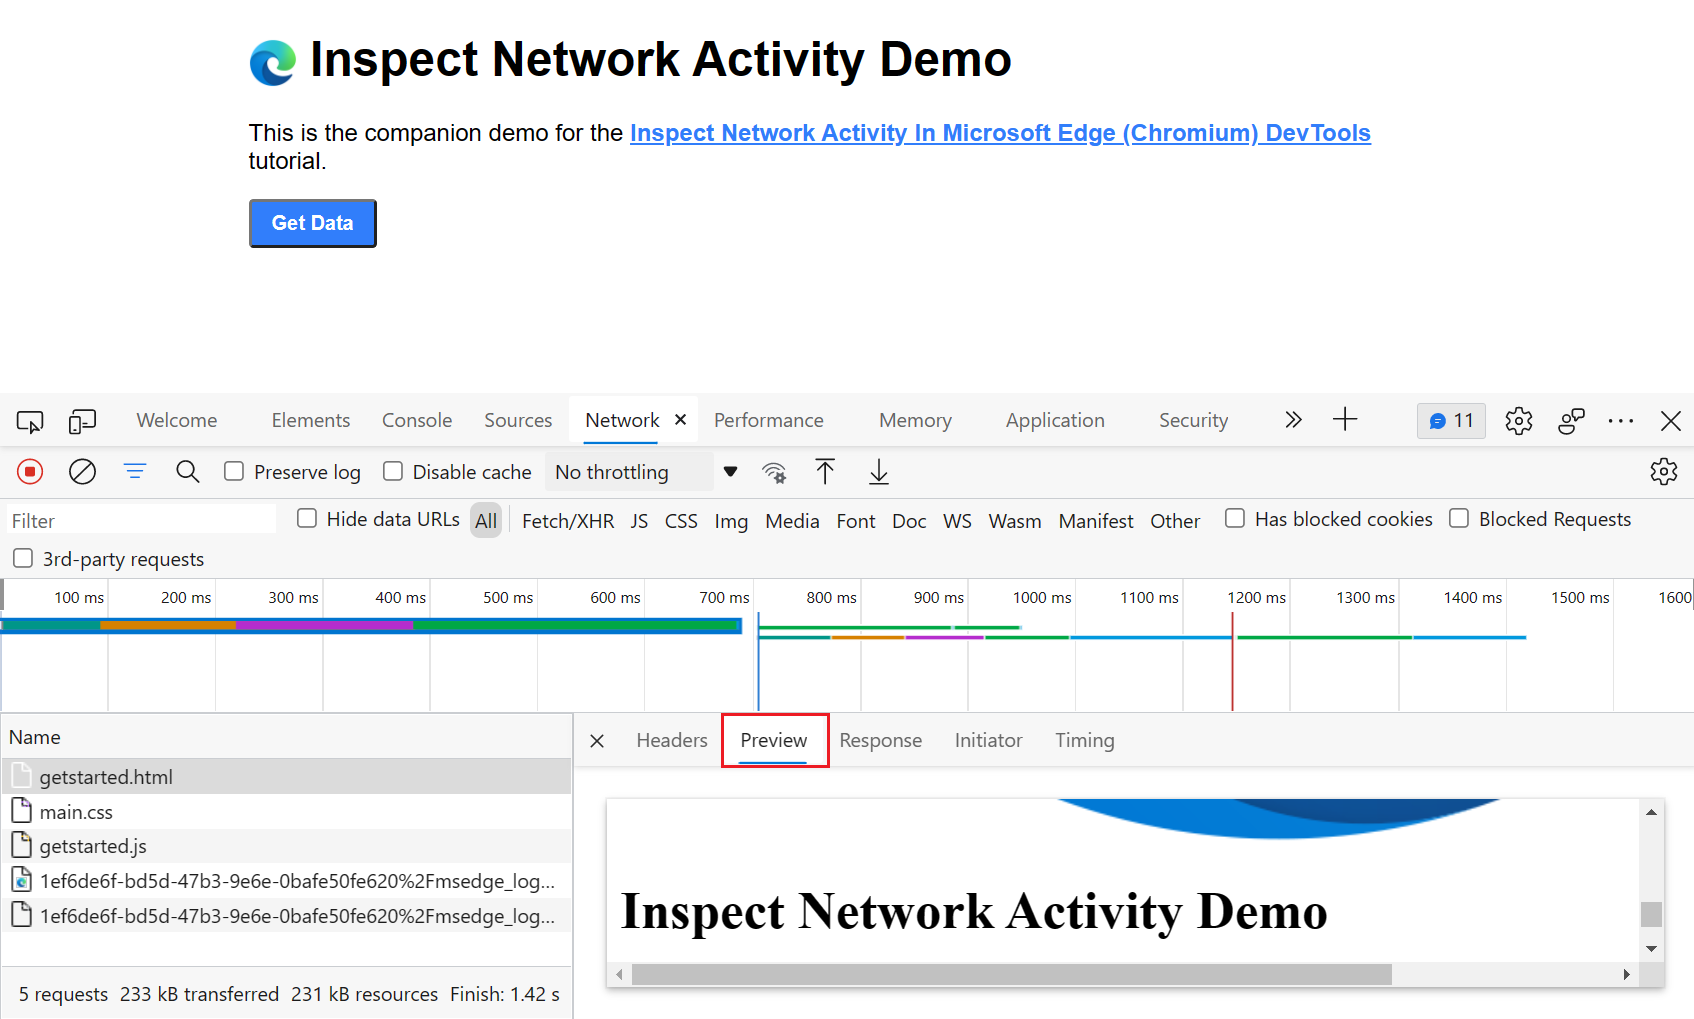 Inspect Network Activity Demo
This is the companion demo for the Inspect Network Activity In Microsoft Edge (Chromium) DevTools
tutorial.
Get Data
Welcome Elements Console Sources Network Performance Memory Application Security 11
Preserve log Disable cache No throttling
Filter Hide data URLs All Fetch/XHR JS CSS Img Media Font Doc WS Wasm Manifest Other Has blocked cookies Blocked Requests
3rd-party requests
100 ms 200 ms 300 ms 400 ms 500 ms 600 ms 700 ms 800 ms 900 ms 1000 ms 1100 ms 1200 ms 1300 ms 1400 ms 1500 ms 1600
Name
getstarted.html
main.css
getstarted.js
1ef6de6f-bd5d-47b3-9e6e-0bafe50fe620%2Fmsedge_log...
1ef6de6f-bd5d-47b3-9e6e-0bafe50fe620%2Fmsedge_log...
5 requests 233 kB transferred 231 kB resources Finish: 1.42 s
Headers Preview Response Initiator Timing
Inspect Network Activity Demo